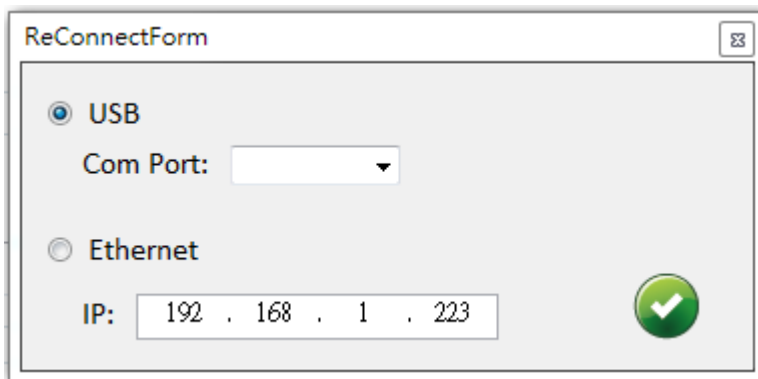 ReConnectForm
USB
Com Port:
Ethernet
IP: 192 . 168 . 1 . 223